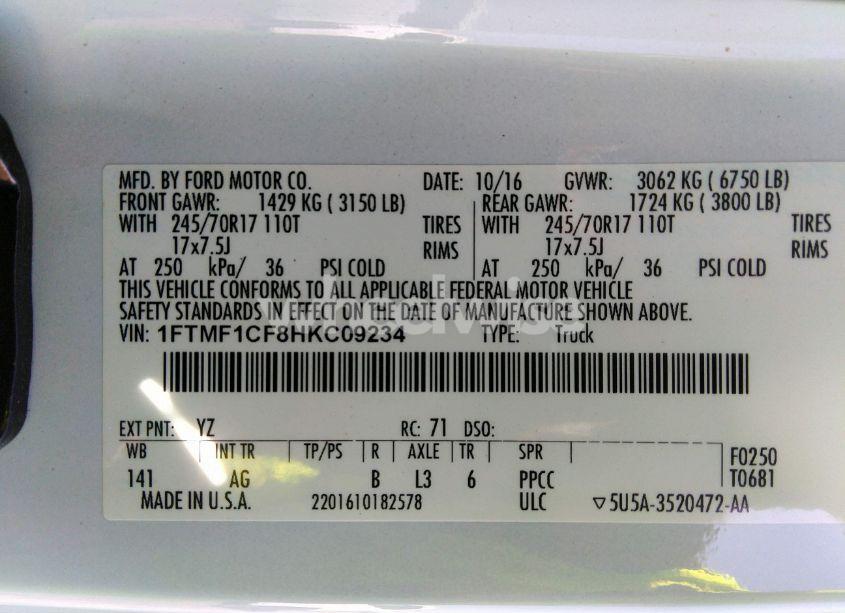 MFD. BY FORD MOTOR CO. DATE: 10/16 GVWR: 3062 KG ( 6750 LB)
FRONT GAWR: 1429 KG ( 3150 LB) REAR GAWR: 1724 KG ( 3800 LB)
WITH 245/70R17 110T TIRES WITH 245/70R17 110T TIRES
17x7.5J RIMS 17x7.5J RIMS
AT 250 kPa/ 36 PSI COLD AT 250 kPa/ 36 PSI COLD
THIS VEHICLE CONFORMS TO ALL APPLICABLE FEDERAL MOTOR VEHICLE
SAFETY STANDARDS IN EFFECT ON THE DATE OF MANUFACTURE SHOWN ABOVE.
VIN: 1FTMF1CF8HKC09234 TYPE: Truck
EXT PNT: YZ RC: 71 DSO:
WB INT TR TP/PS R AXLE TR SPR F0250
141 AG B L3 6 PPCC T0681
MADE IN U.S.A. 2201610182578 ULC ▽5U5A-3520472-AA